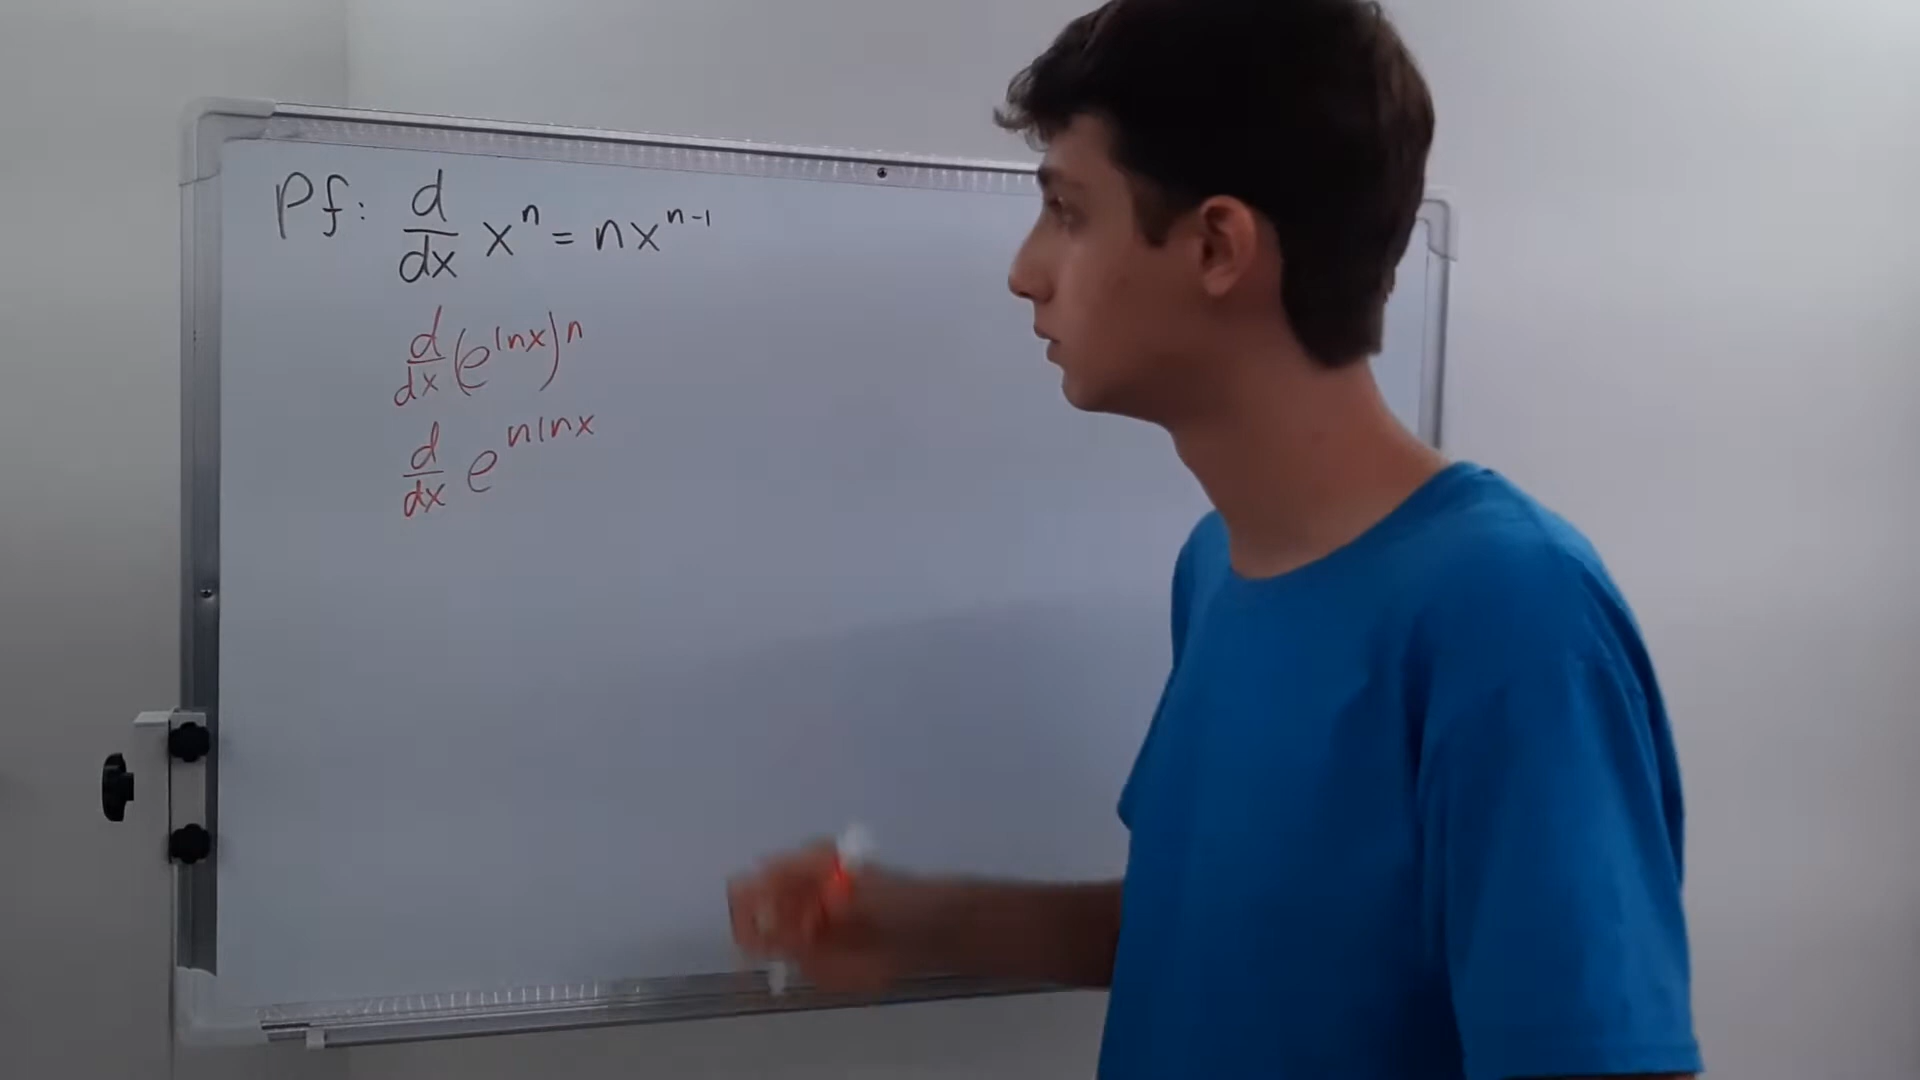 Pf: d/dx xⁿ = nxⁿ⁻¹
d/dx (e^lnx)ⁿ
d/dx e^nlnx